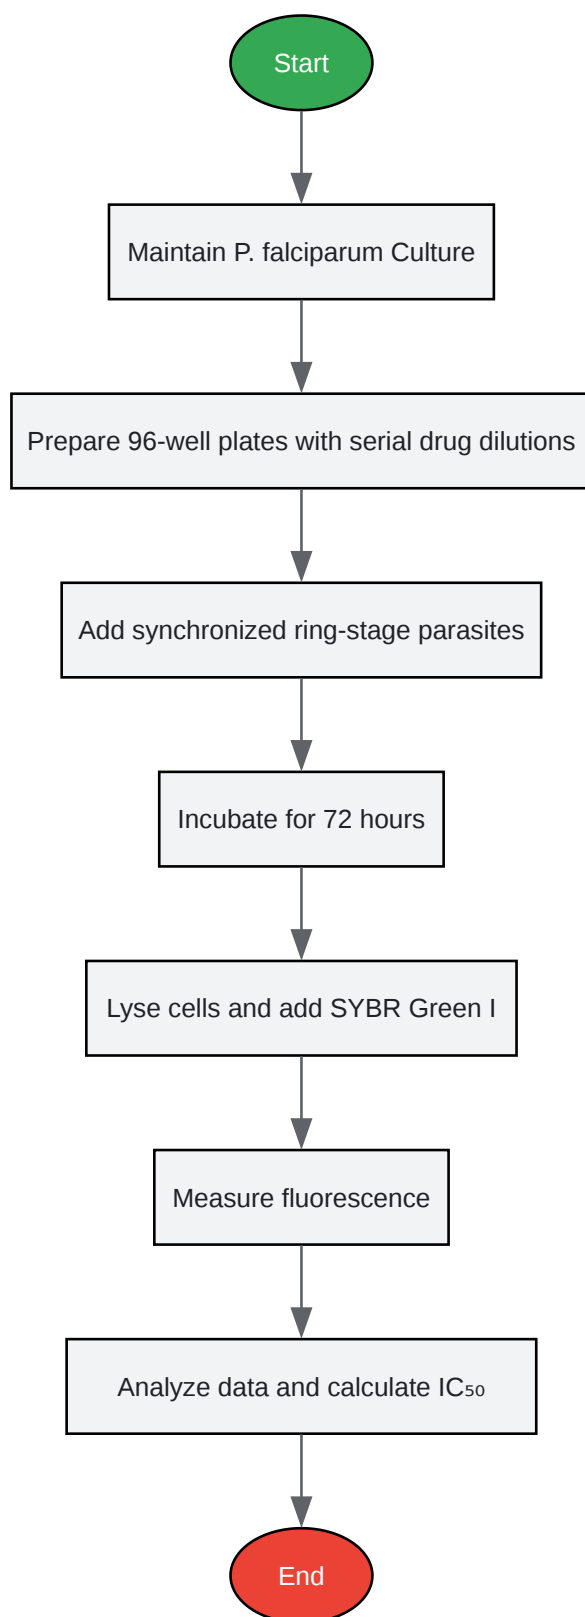 Start
Maintain P. falciparum Culture
Prepare 96-well plates with serial drug dilutions
Add synchronized ring-stage parasites
Incubate for 72 hours
Lyse cells and add SYBR Green I
Measure fluorescence
Analyze data and calculate IC₅₀
End